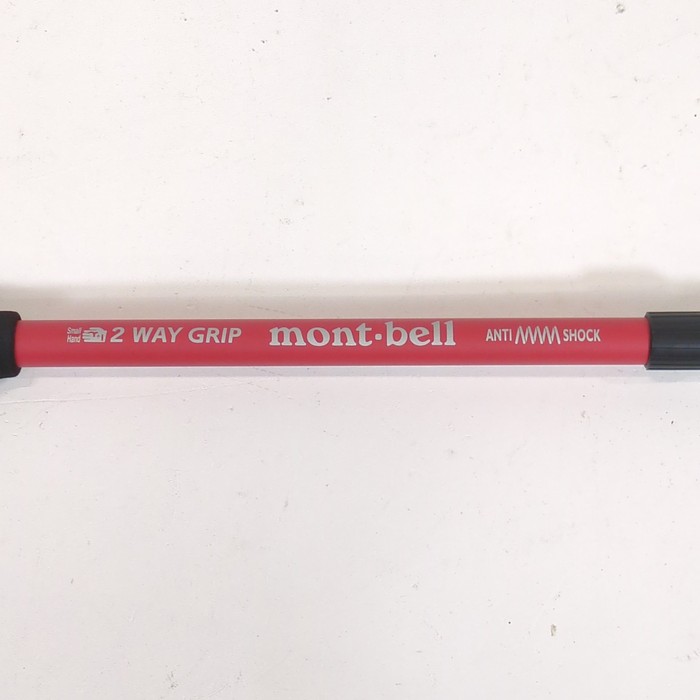 Small
Hand
2 WAY GRIP
mont·bell
ANTI SHOCK